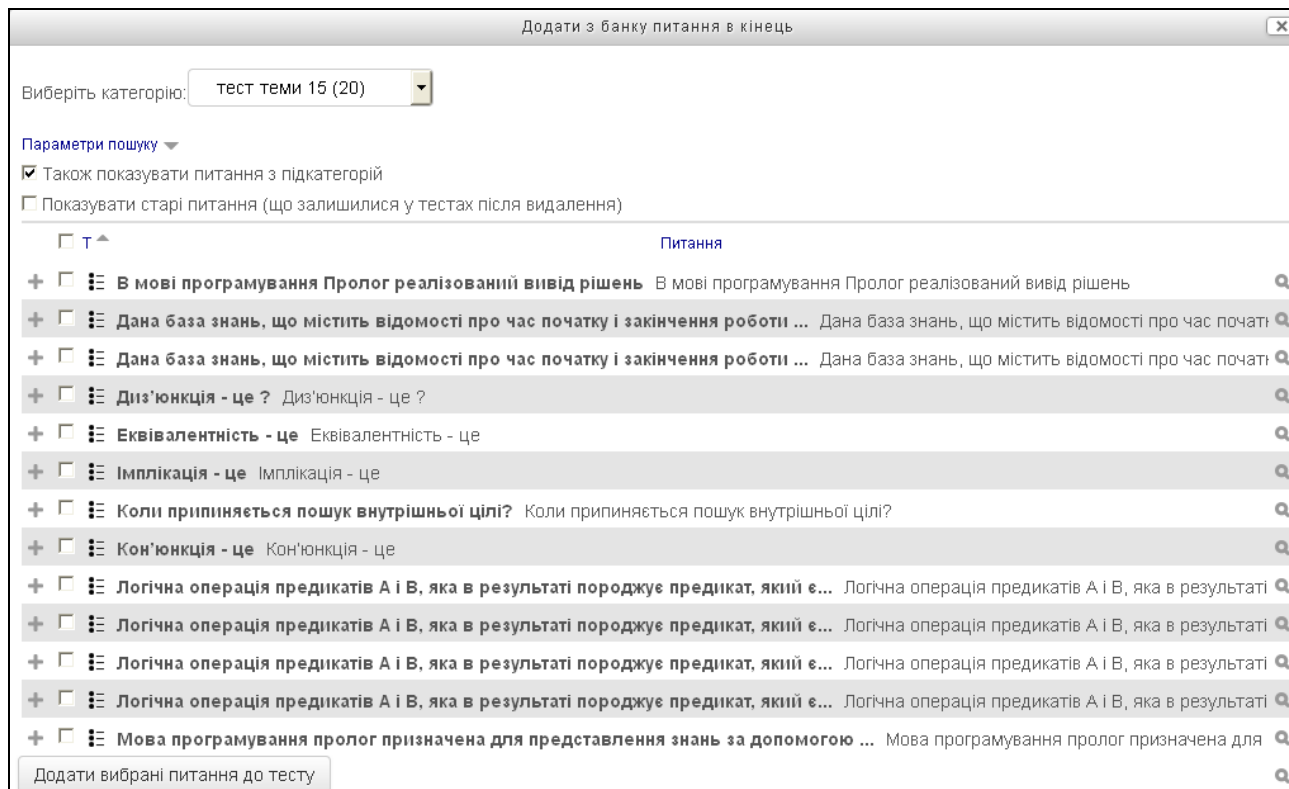 Додати з банку питання в кінець
Виберіть категорію: тест теми 15 (20)
Параметри пошуку
Також показувати питання з підкатегорій
Показувати старі питання (що залишилися у тестах після видалення)
Т Питання
В мові програмування Пролог реалізований вивід рішень В мові програмування Пролог реалізований вивід рішень
Дана база знань, що містить відомості про час початку і закінчення роботи ... Дана база знань, що містить відомості про час початк
Дана база знань, що містить відомості про час початку і закінчення роботи ... Дана база знань, що містить відомості про час початк
Диз'юнкція - це ? Диз'юнкція - це ?
Еквівалентність - це Еквівалентність - це
Імплікація - це Імплікація - це
Коли припиняється пошук внутрішньої цілі? Коли припиняється пошук внутрішньої цілі?
Кон'юнкція - це Кон'юнкція - це
Логічна операція предикатів А і В, яка в результаті породжує предикат, який є... Логічна операція предикатів А і В, яка в результаті
Логічна операція предикатів А і В, яка в результаті породжує предикат, який є... Логічна операція предикатів А і В, яка в результаті
Логічна операція предикатів А і В, яка в результаті породжує предикат, який є... Логічна операція предикатів А і В, яка в результаті
Логічна операція предикатів А і В, яка в результаті породжує предикат, який є... Логічна операція предикатів А і В, яка в результаті
Мова програмування пролог призначена для представлення знань за допомогою ... Мова програмування пролог призначена для
Додати вибрані питання до тесту